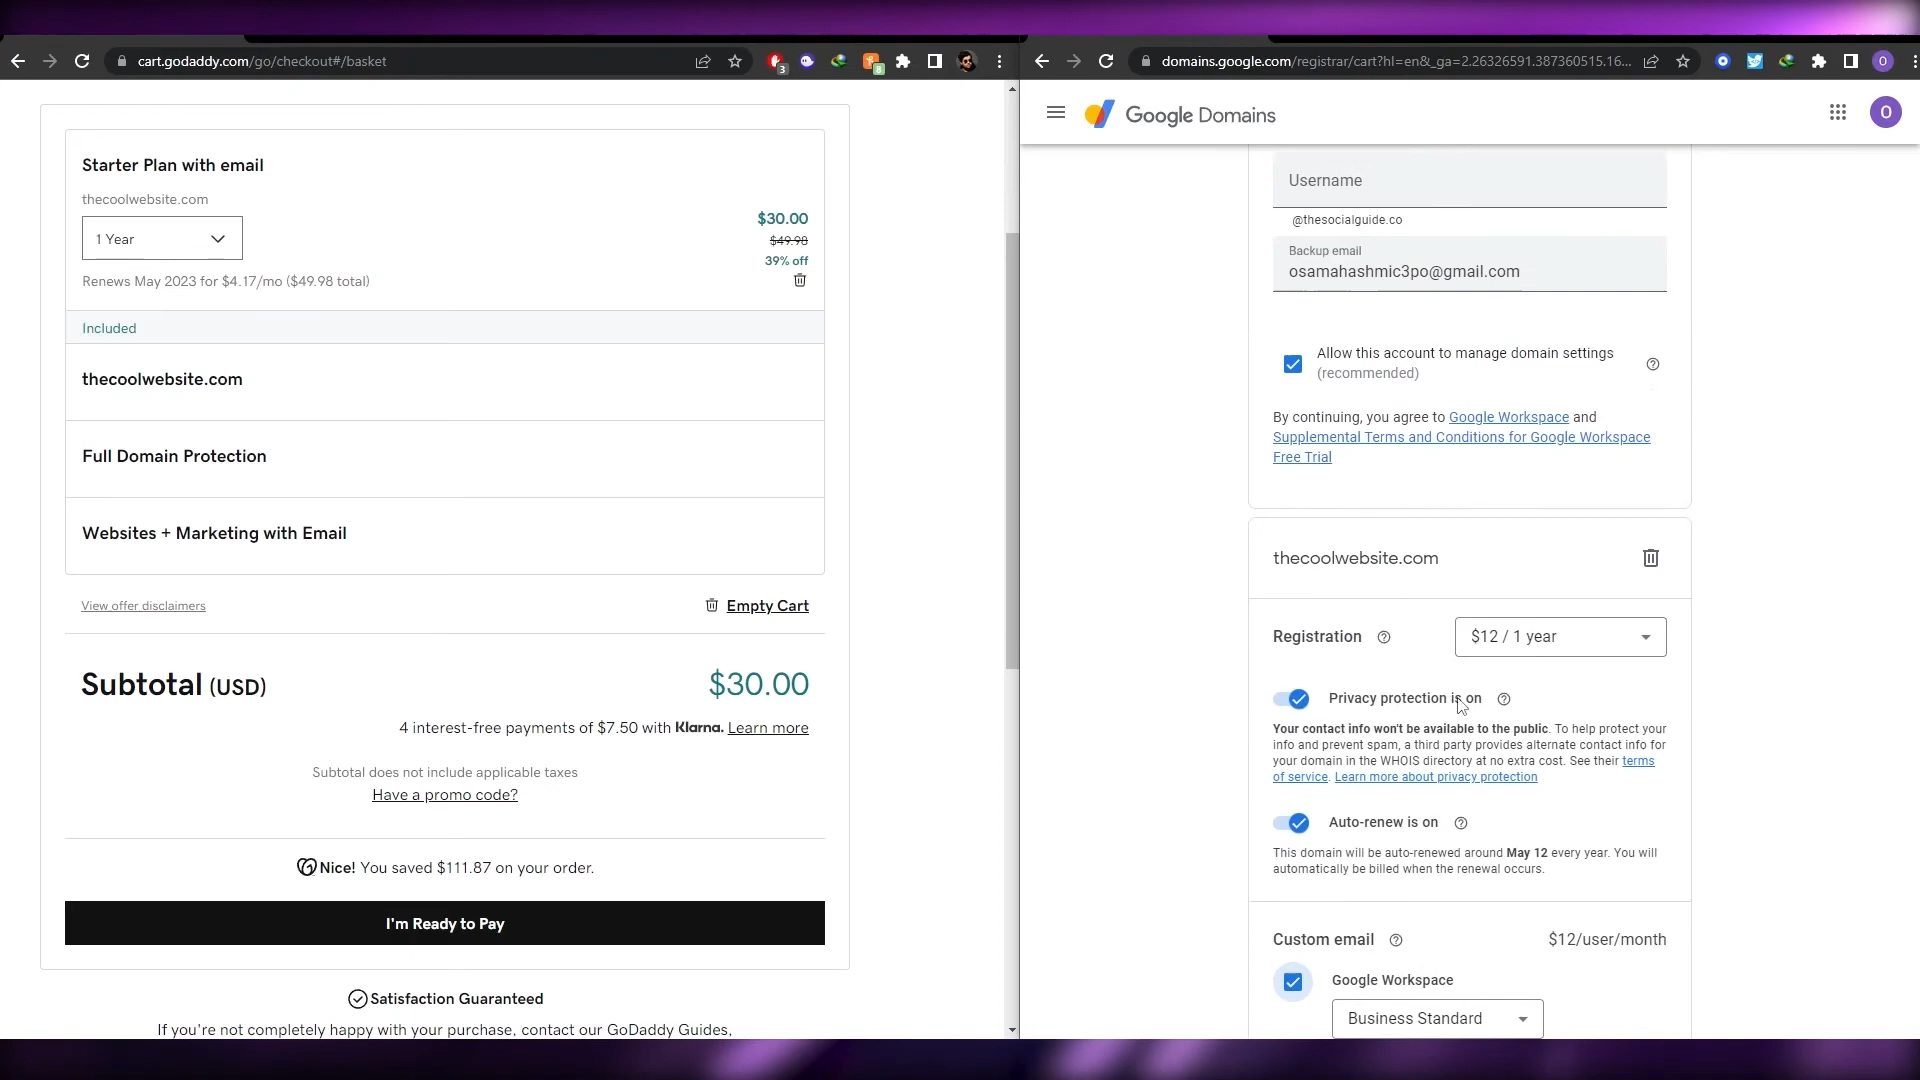 cart.godaddy.com/go/checkout#/basket
3
8
Starter Plan with email
thecoolwebsite.com
1 Year
$30.00
$49.98
39% off
Renews May 2023 for $4.17/mo ($49.98 total)
Included
thecoolwebsite.com
Full Domain Protection
Websites + Marketing with Email
View offer disclaimers
Empty Cart
Subtotal (USD)
$30.00
4 interest-free payments of $7.50 with Klarna. Learn more
Subtotal does not include applicable taxes
Have a promo code?
Nice! You saved $111.87 on your order.
I'm Ready to Pay
Satisfaction Guaranteed
If you're not completely happy with your purchase, contact our GoDaddy Guides,
domains.google.com/registrar/cart?hl=en&_ga=2.26326591.387360515.16...
O
Google Domains
O
Username
@thesocialguide.co
Backup email
osamahashmic3po@gmail.com
Allow this account to manage domain settings
(recommended)
By continuing, you agree to Google Workspace and
Supplemental Terms and Conditions for Google Workspace
Free Trial
thecoolwebsite.com
Registration
$12 / 1 year
Privacy protection is on
Your contact info won't be available to the public. To help protect your
info and prevent spam, a third party provides alternate contact info for
your domain in the WHOIS directory at no extra cost. See their terms
of service. Learn more about privacy protection
Auto-renew is on
This domain will be auto-renewed around May 12 every year. You will
automatically be billed when the renewal occurs.
Custom email
$12/user/month
Google Workspace
Business Standard